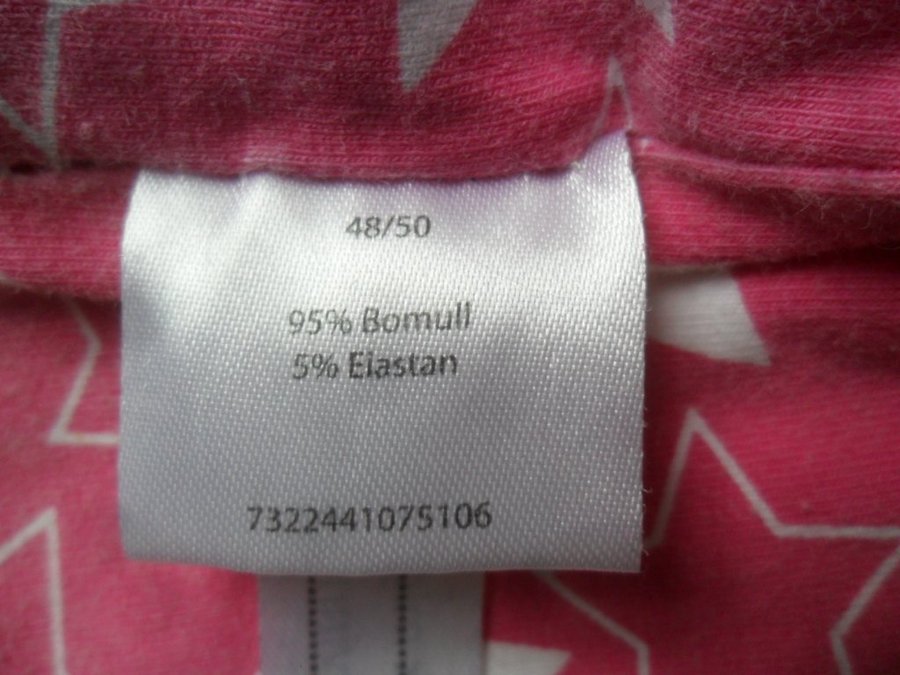 48/50
95% Bomull
5% Elastan
7322441075106